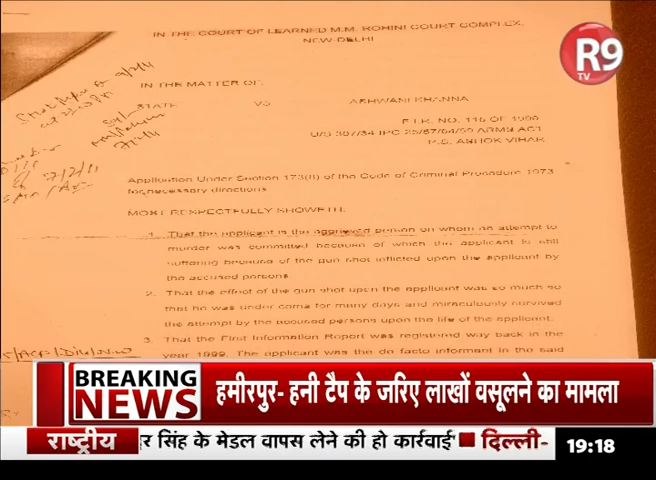 IN THE COURT OF LEARNED M.M. ROHINI COURT COMPLEX,
NEW DELHI
R9
TV
IN THE MATTER OF:
STATE VS ASHWANI KHANNA
F.I.R. NO. 116 OF 1999
U/S 307/34 IPC 25/27/54/59 ARMS ACT
P.S. ASHOK VIHAR
Application Under Section 173(8) of the Code of Criminal Procedure 1973
for necessary directions
MOST RESPECTFULLY SHOWETH:
1. That the applicant is the aggrieved person on whom an attempt to
murder was committed because of which the applicant is still
suffering because of the gun shot inflicted upon the applicant by
the accused persons
2. That the effect of the gun shot upon the applicant was so much so
that he was under coma for many days and miraculously survived
the attempt by the accused persons upon the life of the applicant.
3. That the First Information Report was registered way back in the
year 1999. The applicant was the de facto informant in the said
BREAKING
NEWS
हमीरपुर- हनी टैप के जरिए लाखों वसूलने का मामला
राष्ट्रीय
र सिंह के मेडल वापस लेने की हो कार्रवाई' दिल्ली-
19:18